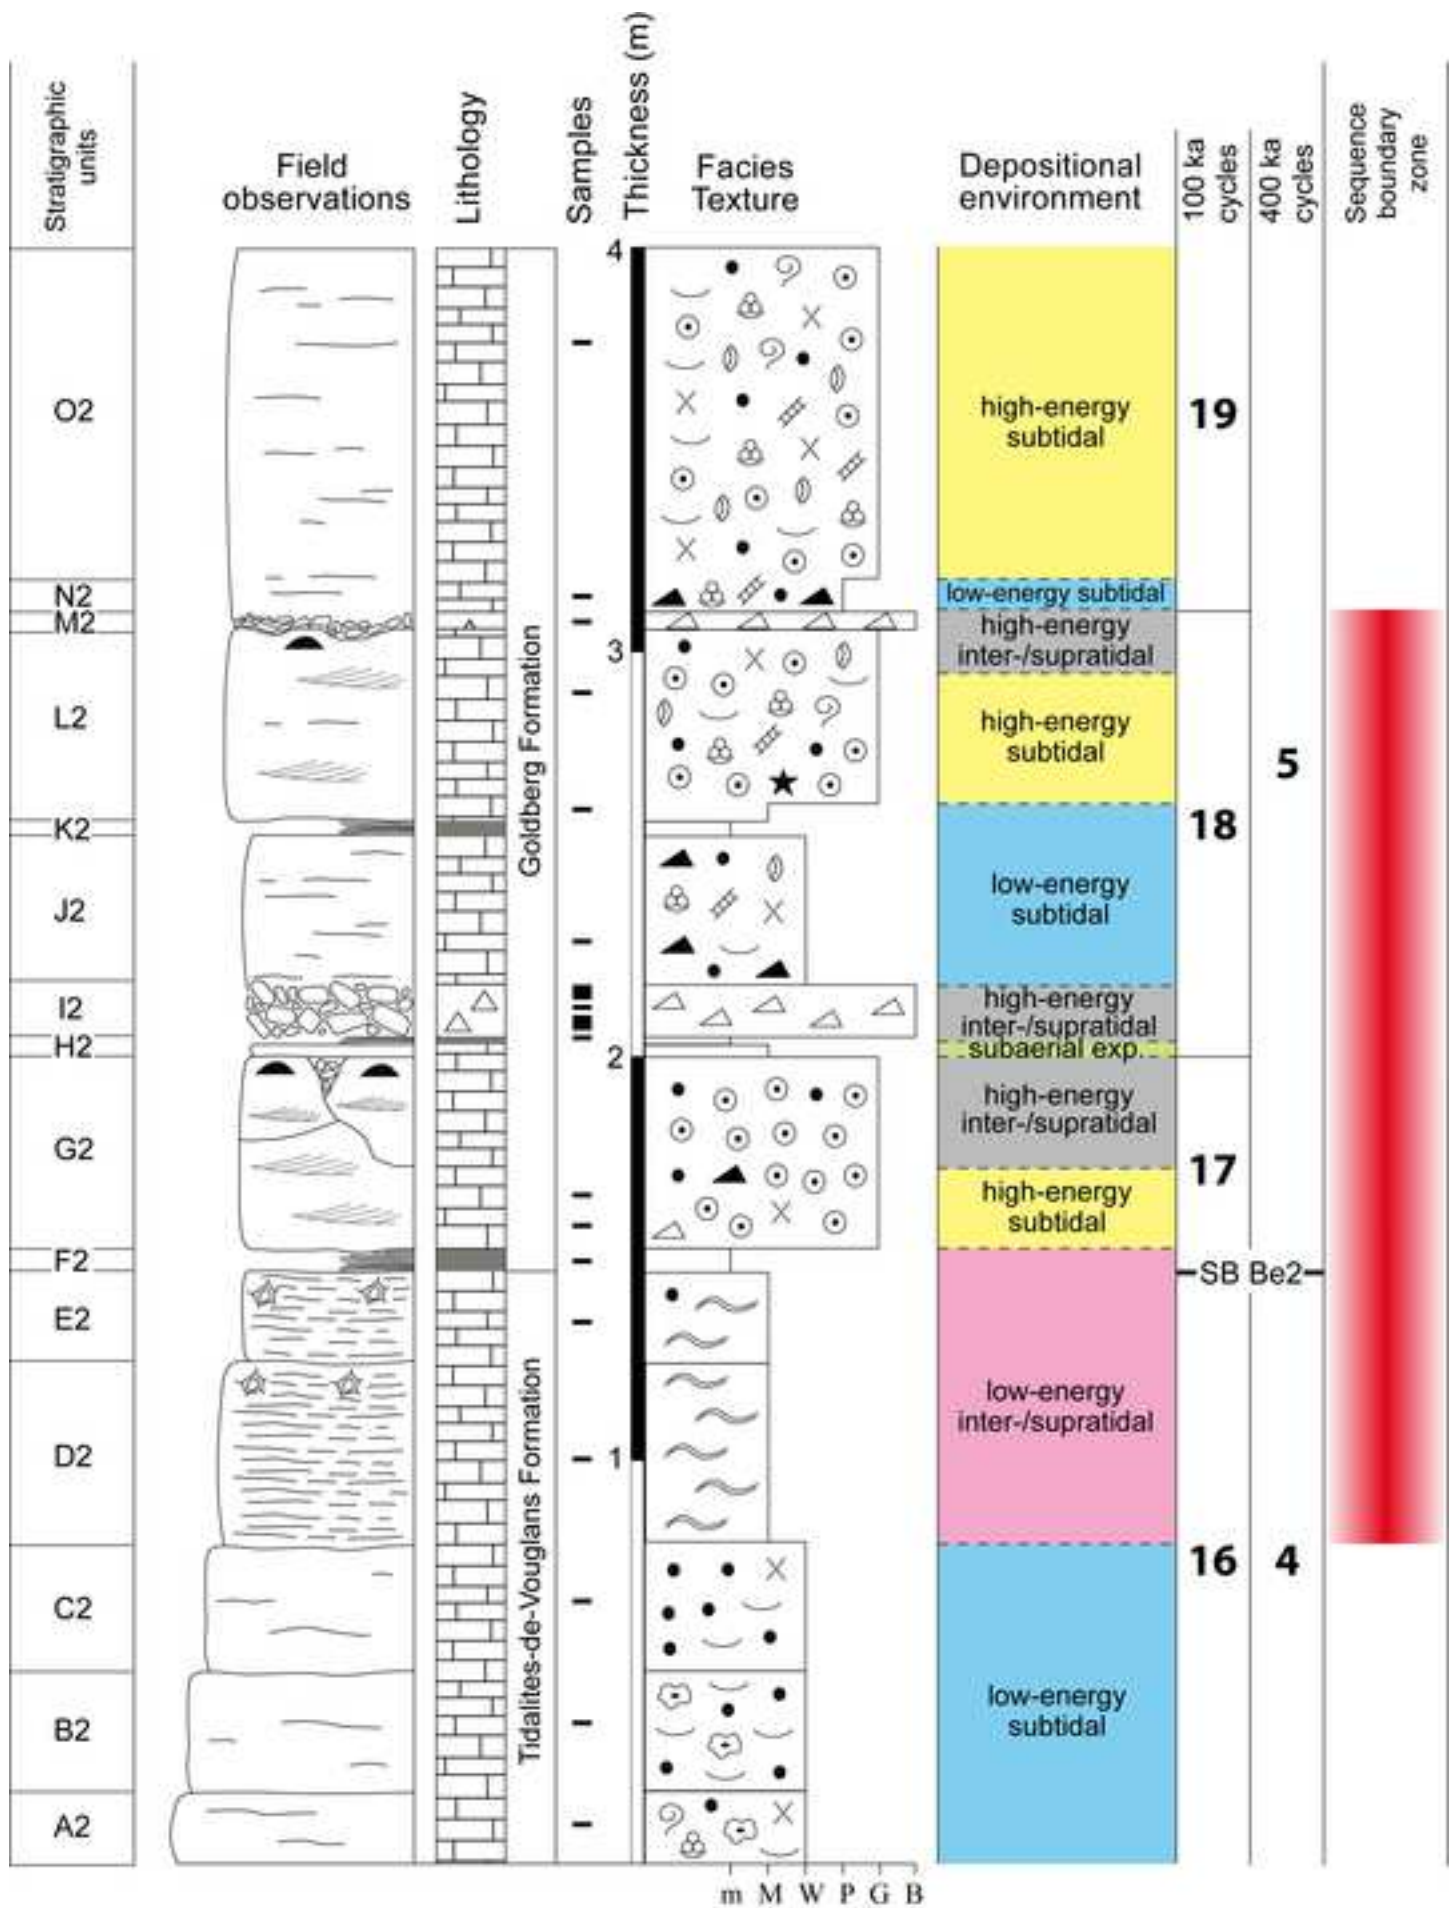 Stratigraphic
units
Field
observations
Lithology
Samples
Thickness (m)
Facies
Texture
Depositional
environment
100 ka
cycles
400 ka
cycles
Sequence
boundary
zone
4
O2
high-energy
subtidal
19
N2
low-energy subtidal
M2
high-energy
inter-/supratidal
3
L2
high-energy
subtidal
5
Goldberg Formation
K2
18
J2
low-energy
subtidal
I2
high-energy
inter-/supratidal
H2
subaerial exp.
2
G2
high-energy
inter-/supratidal
17
high-energy
subtidal
F2
SB Be2
E2
low-energy
inter-/supratidal
D2
1
Tidalites-de-Vouglans Formation
16
4
C2
B2
low-energy
subtidal
A2
m M W P G B